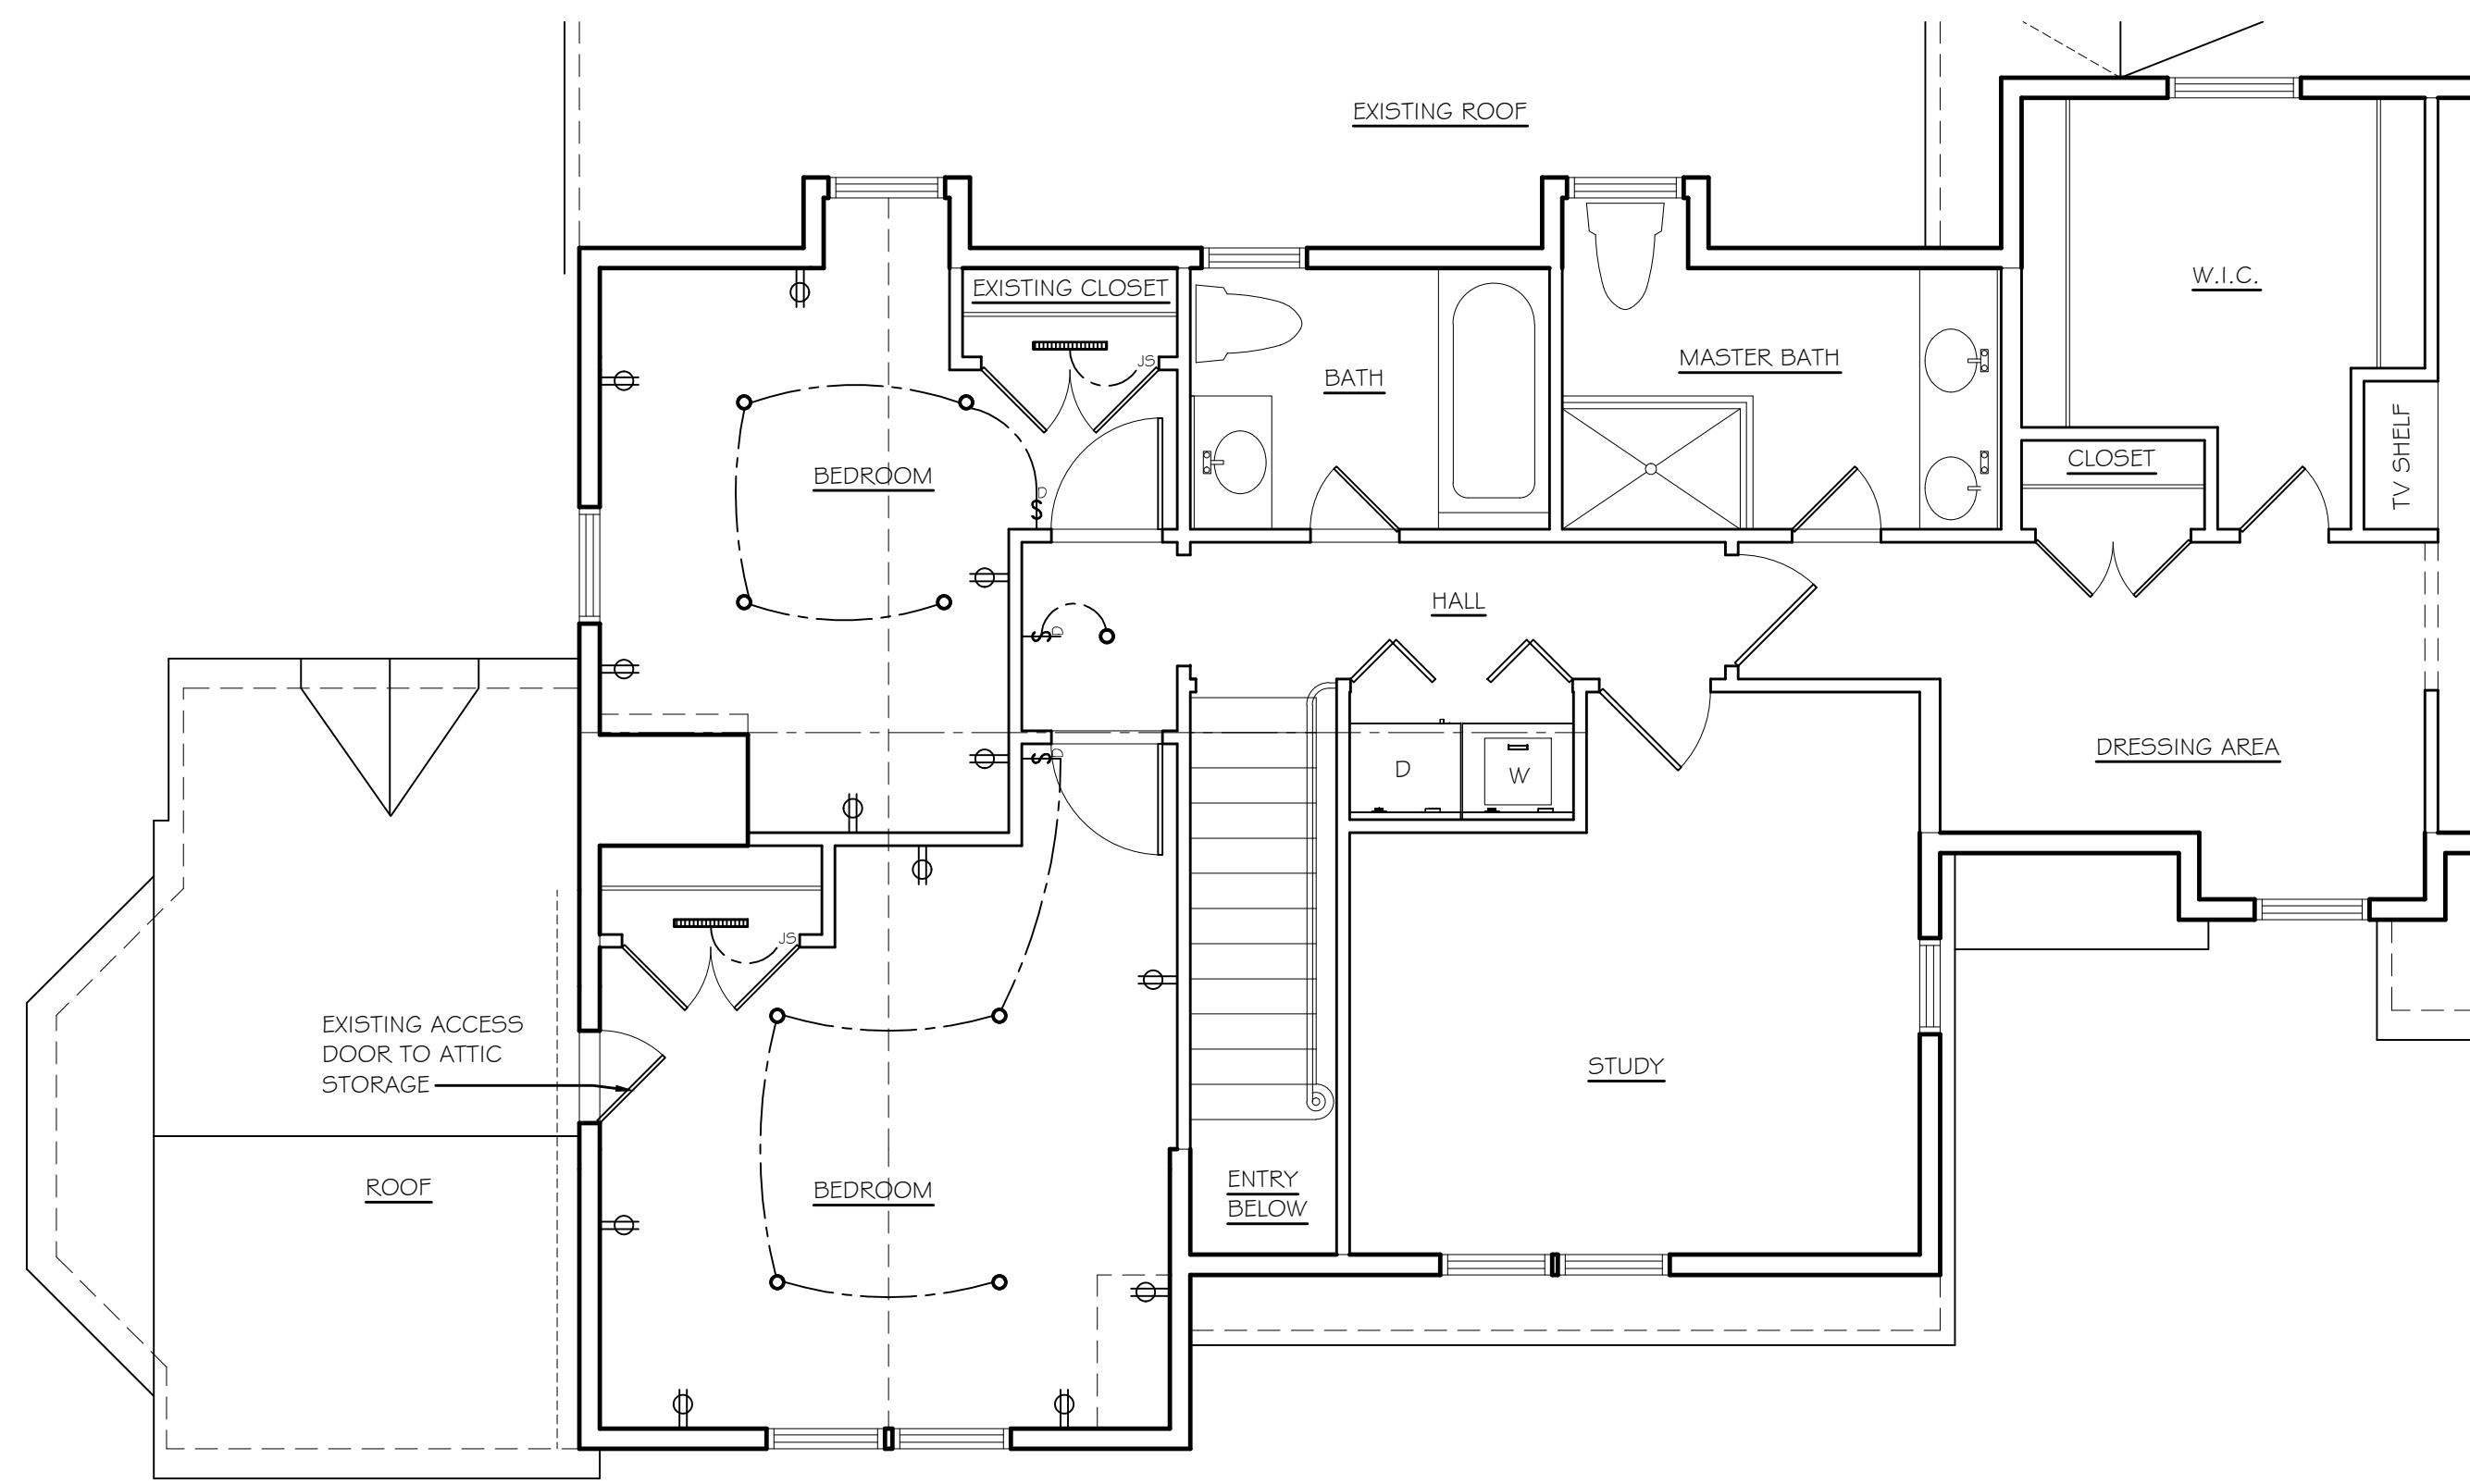 EXISTING ROOF
W.I.C.
EXISTING CLOSET
JS
BATH
MASTER BATH
TV SHELF
CLOSET
BEDROOM
$
D
HALL
$
D
DRESSING AREA
$
D
D
W
JS
EXISTING ACCESS
DOOR TO ATTIC
STORAGE
STUDY
ROOF
BEDROOM
ENTRY
BELOW